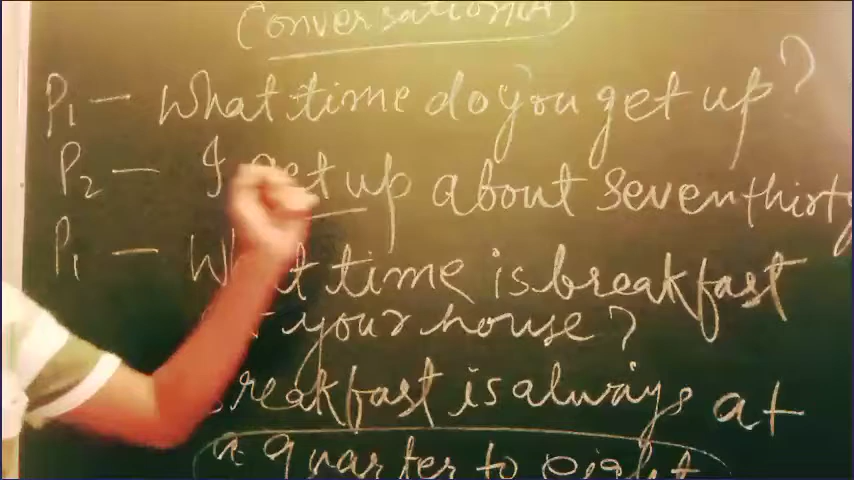 Conversation(A)
P1 - What time do you get up?
P2 - I get up about seven thirty
P1 - What time is breakfast
your house?
Breakfast is always at
a quarter to eight